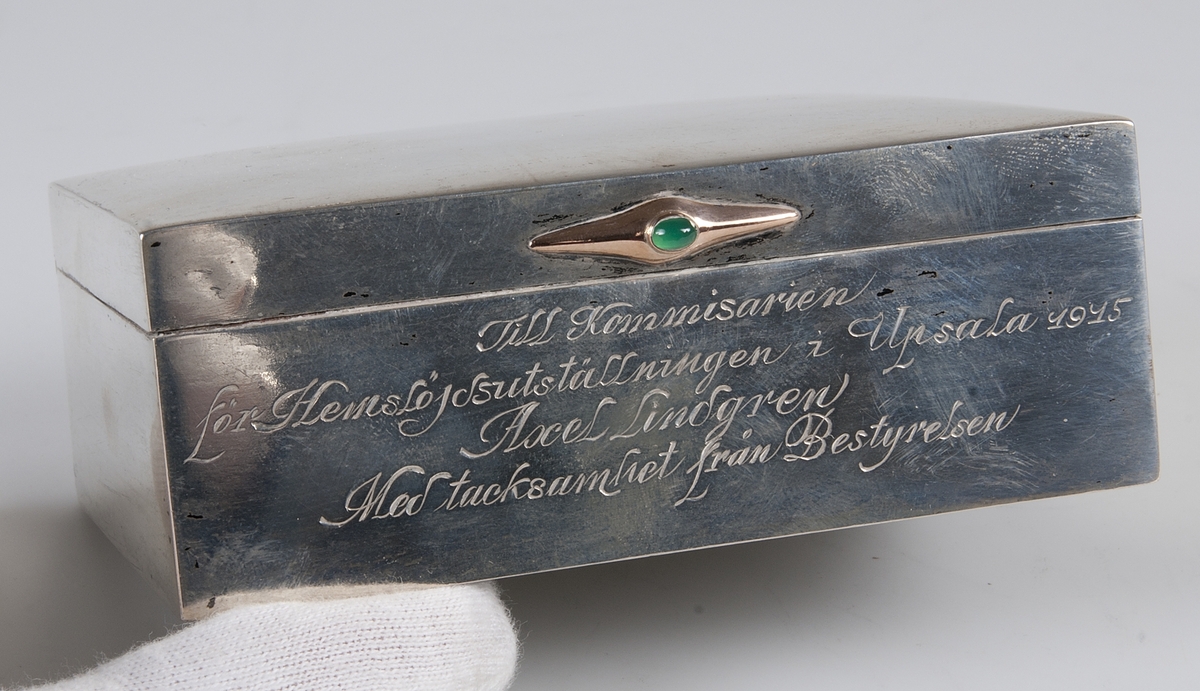 Till Kommisarien
för Hemslöjdsutställningen i Upsala 1915
Axel Lindgren
Med tacksamhet från Bestyrelsen